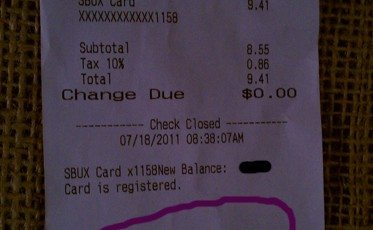 SBUX Card 9.41
XXXXXXXXXXXX1158
Subtotal 8.55
Tax 10% 0.86
Total 9.41
Change Due $0.00
------------ Check Closed ------------
07/18/2011 08:38:07AM
SBUX Card x1158New Balance:
Card is registered.